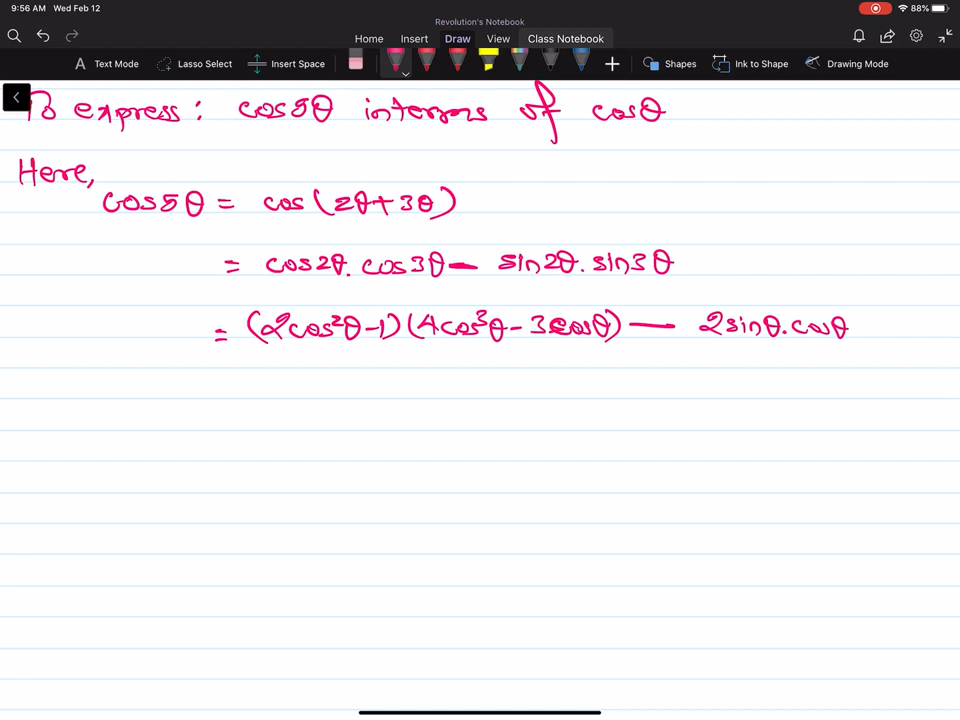 9:56 AM Wed Feb 12
88%
Revolution's Notebook
Home Insert Draw View Class Notebook
Text Mode Lasso Select Insert Space Shapes Ink to Shape Drawing Mode
To express: cos5θ interms of cosθ
Here,
cos5θ = cos(2θ+3θ)
= cos2θ. cos3θ - sin2θ. sin3θ
= (2cos²θ-1)(4cos³θ-3cosθ) - 2sinθ.cosθ